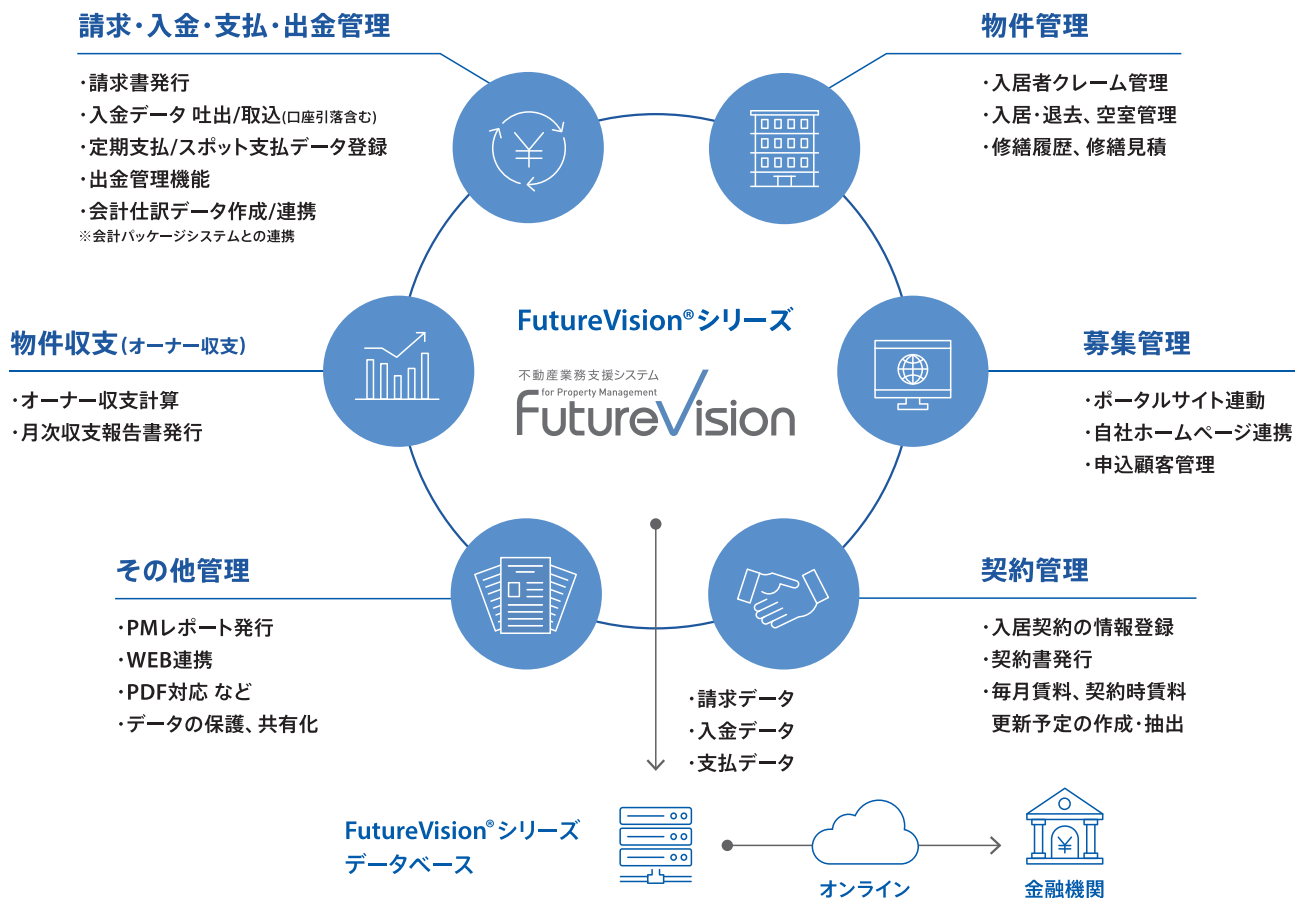 請求・入金・支払・出金管理
・請求書発行
・入金データ 吐出/取込(口座引落含む)
・定期支払/スポット支払データ登録
・出金管理機能
・会計仕訳データ作成/連携
※会計パッケージシステムとの連携
物件管理
・入居者クレーム管理
・入居・退去、空室管理
・修繕履歴、修繕見積
物件収支(オーナー収支)
・オーナー収支計算
・月次収支報告書発行
FutureVision®シリーズ
不動産業務支援システム
for Property Management
FutureVision
募集管理
・ポータルサイト連動
・自社ホームページ連携
・申込顧客管理
その他管理
・PMレポート発行
・WEB連携
・PDF対応 など
・データの保護、共有化
契約管理
・入居契約の情報登録
・契約書発行
・毎月賃料、契約時賃料
更新予定の作成・抽出
・請求データ
・入金データ
・支払データ
FutureVision®シリーズ
データベース
オンライン
金融機関